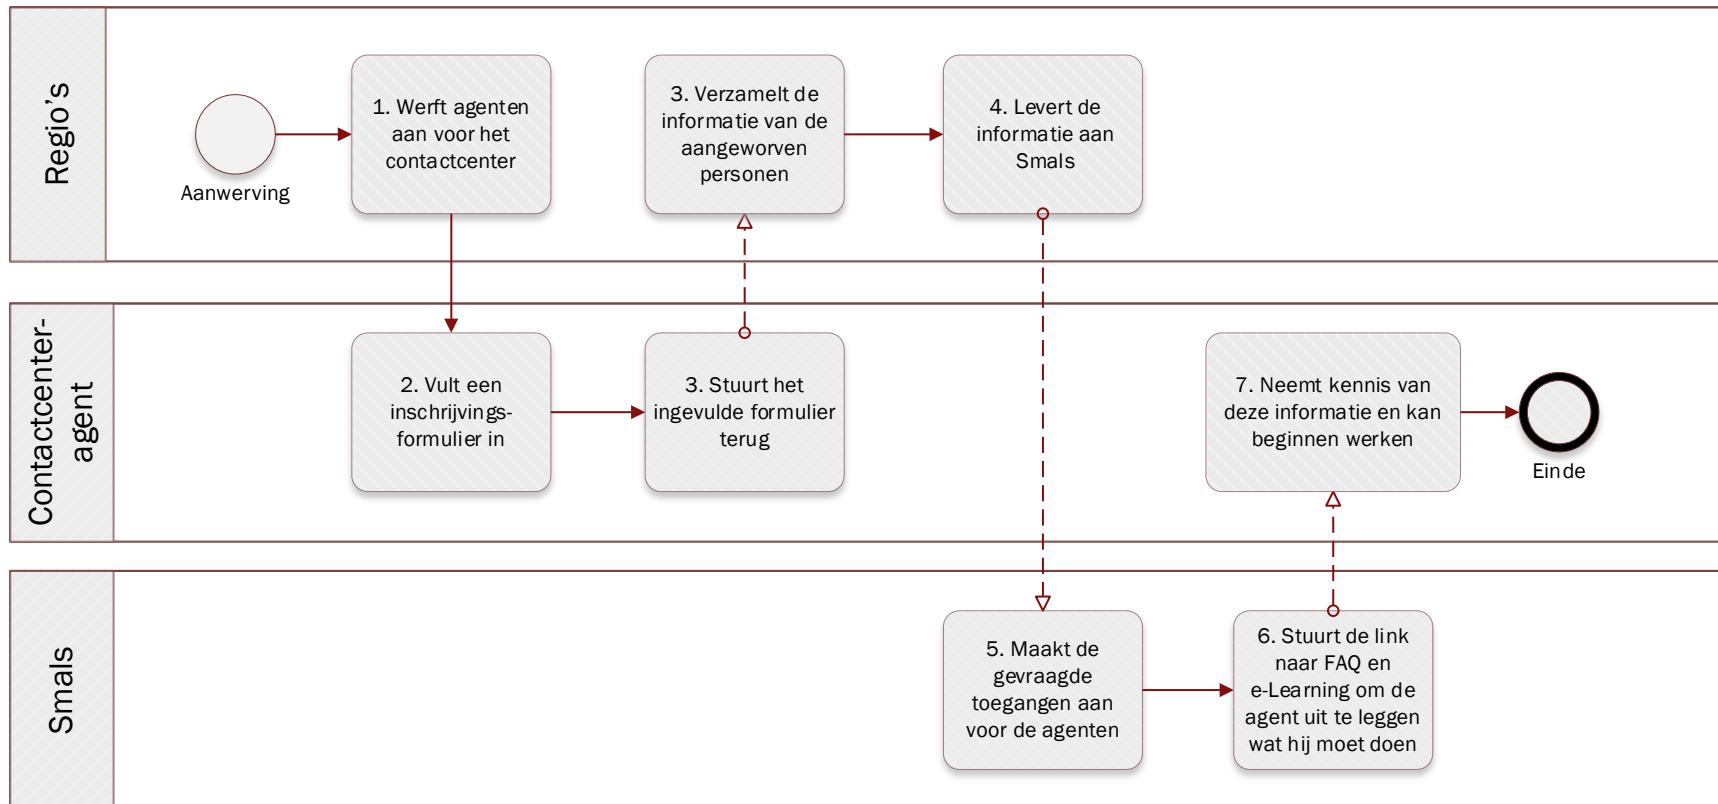 Regio's
Aanwerving
1. Werft agenten
aan voor het
contactcenter
3. Verzamelt de
informatie van de
aangeworven
personen
4. Levert de
informatie aan
Smals
Contactcenter-
agent
2. Vult een
inschrijvings-
formulier in
3. Stuurt het
ingevulde formulier
terug
7. Neemt kennis van
deze informatie en kan
beginnen werken
Einde
Smals
5. Maakt de
gevraagde
toegangen aan
voor de agenten
6. Stuurt de link
naar FAQ en
e-Learning om de
agent uit te leggen
wat hij moet doen